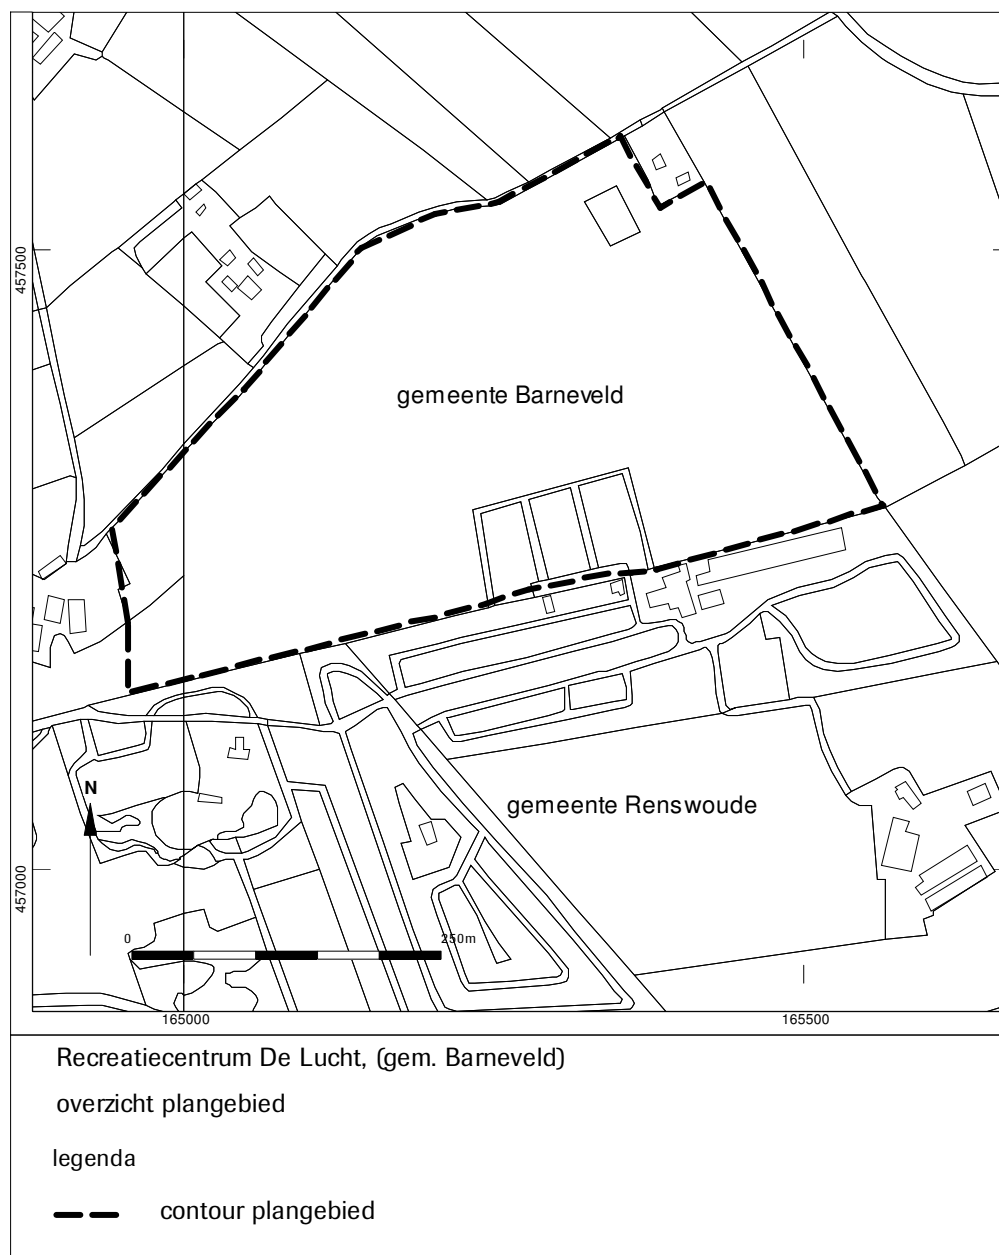 457500
gemeente Barneveld
gemeente Renswoude
N
457000
0
250m
165000
165500
Recreatiecentrum De Lucht, (gem. Barneveld)
overzicht plangebied
legenda
contour plangebied